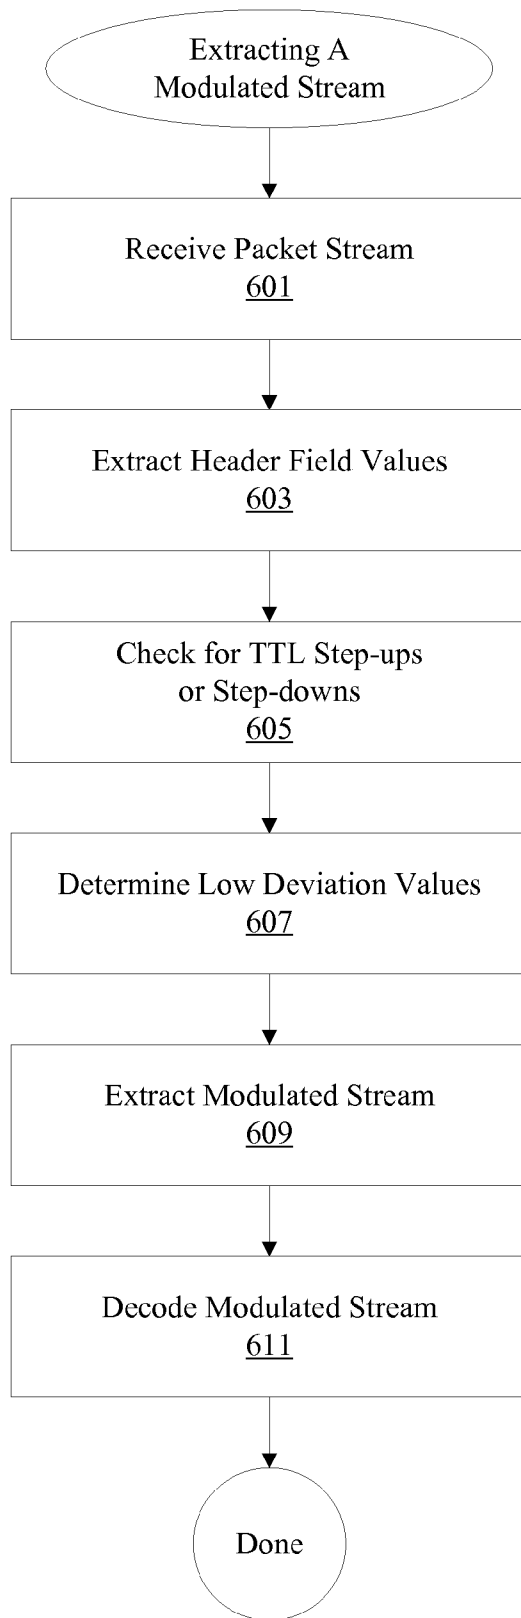 Extracting A
Modulated Stream
Receive Packet Stream
601
Extract Header Field Values
603
Check for TTL Step-ups
or Step-downs
605
Determine Low Deviation Values
607
Extract Modulated Stream
609
Decode Modulated Stream
611
Done